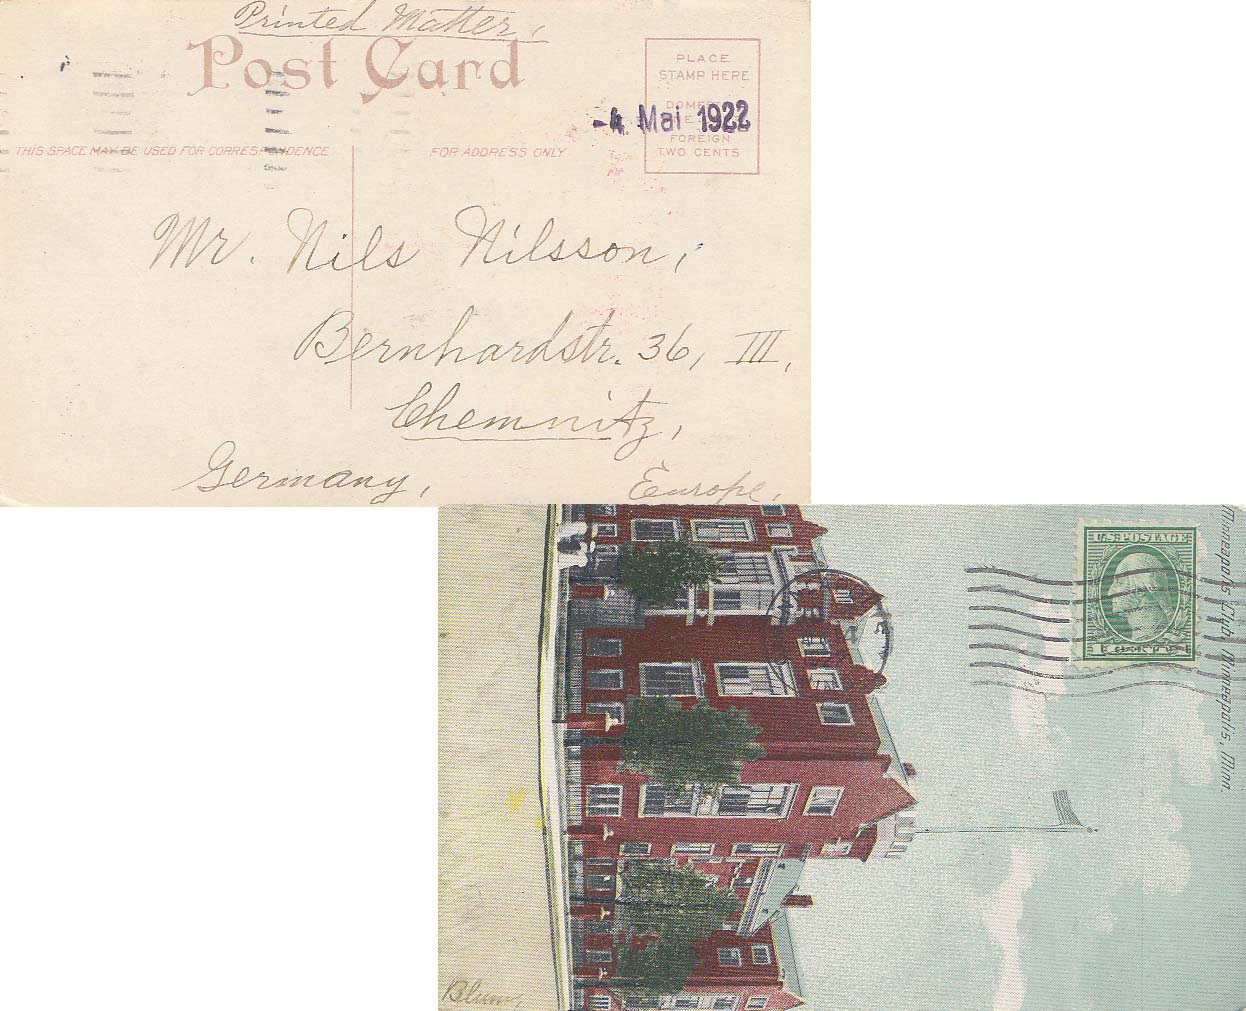 Printed Matter,
Post Card
PLACE
STAMP HERE
FOREIGN
TWO CENTS
-4. Mai 1922
THIS SPACE MAY BE USED FOR CORRESPONDENCE
FOR ADDRESS ONLY
Mr. Nils Nilsson,
Bernhardstr. 36, III,
Chemnitz,
Germany,
Europe,
U.S. POSTAGE
Minneapolis Club, Minneapolis, Minn.